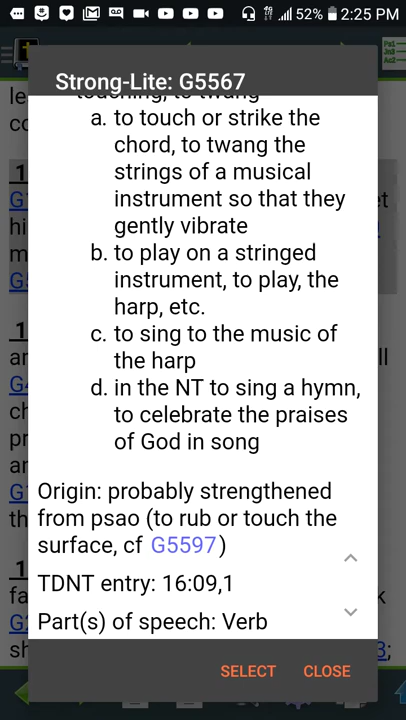 52% 2:25 PM
Strong-Lite: G5567
touching, to twang
a. to touch or strike the
chord, to twang the
strings of a musical
instrument so that they
gently vibrate
b. to play on a stringed
instrument, to play, the
harp, etc.
c. to sing to the music of
the harp
d. in the NT to sing a hymn,
to celebrate the praises
of God in song
Origin: probably strengthened
from psao (to rub or touch the
surface, cf G5597)
TDNT entry: 16:09,1
Part(s) of speech: Verb
SELECT CLOSE